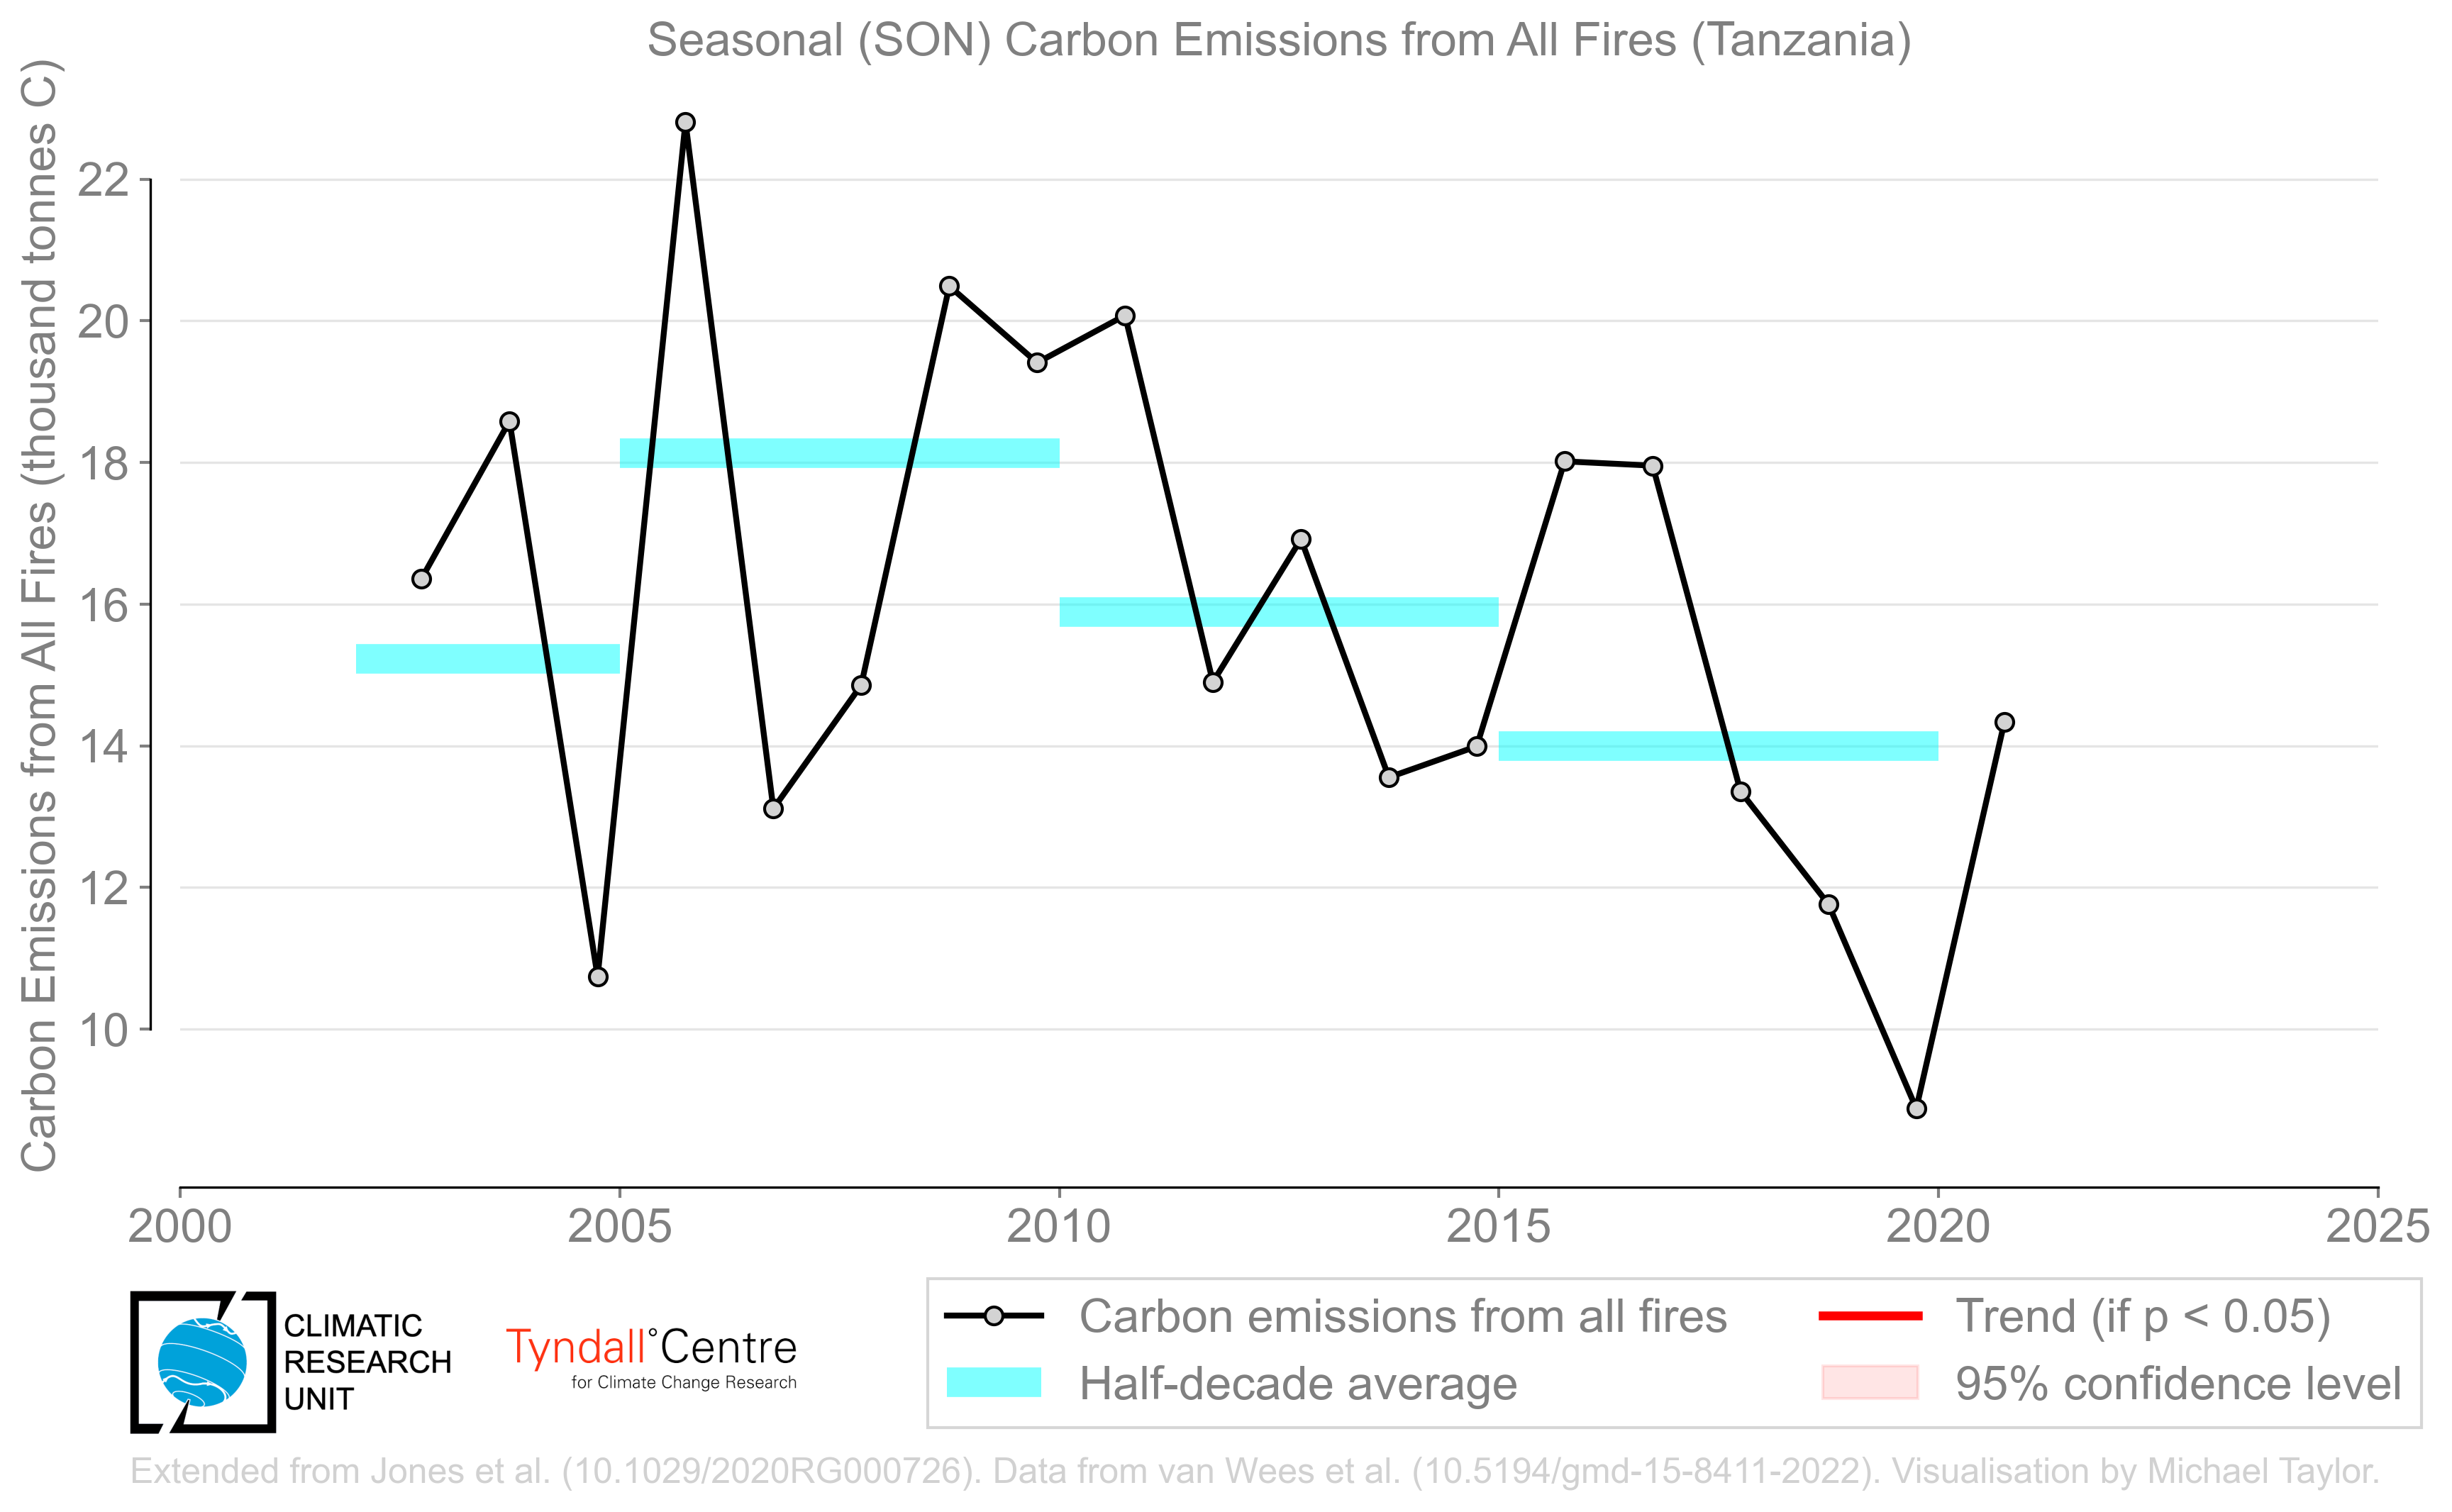 Seasonal (SON) Carbon Emissions from All Fires (Tanzania)
Carbon Emissions from All Fires (thousand tonnes C)
22
20
18
16
14
12
10
2000 2005 2010 2015 2020 2025
CLIMATIC
RESEARCH
UNIT
Tyndall°Centre
for Climate Change Research
Carbon emissions from all fires
Half-decade average
Trend (if p < 0.05)
95% confidence level
Extended from Jones et al. (10.1029/2020RG000726). Data from van Wees et al. (10.5194/gmd-15-8411-2022). Visualisation by Michael Taylor.